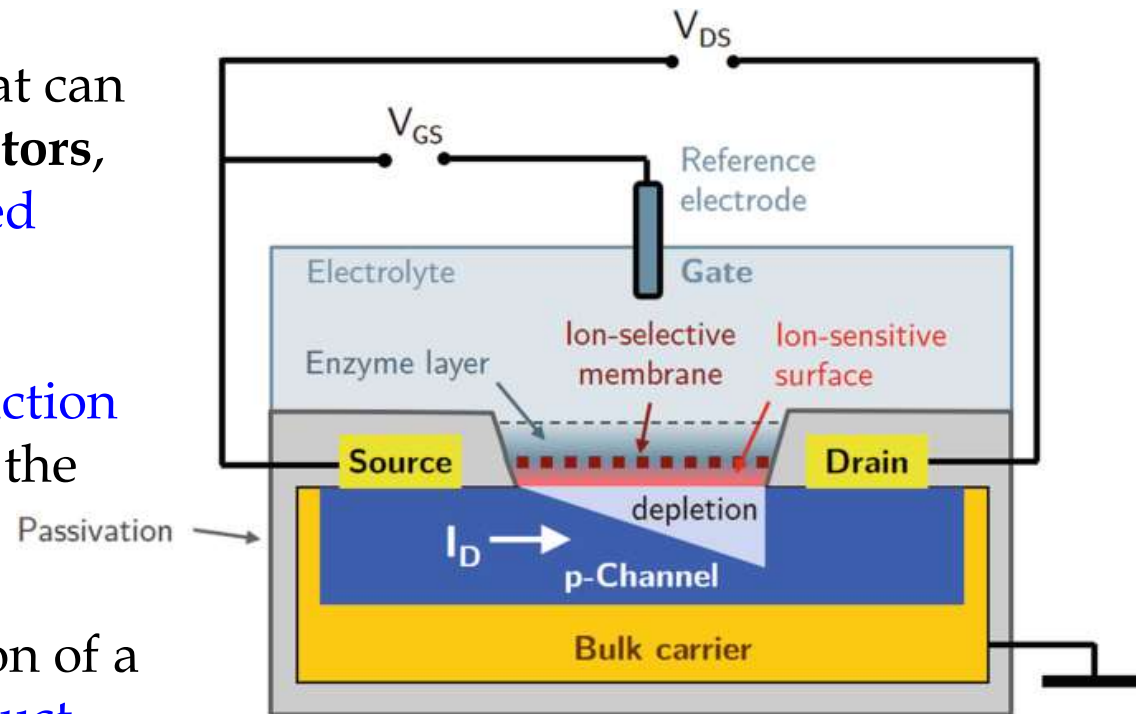 at can
tors,
ed
ction
the
on of a
uct
V_DS
V_GS
Reference
electrode
Electrolyte
Gate
Ion-selective
membrane
Ion-sensitive
surface
Enzyme layer
Source
Drain
depletion
Passivation
I_D
p-Channel
Bulk carrier